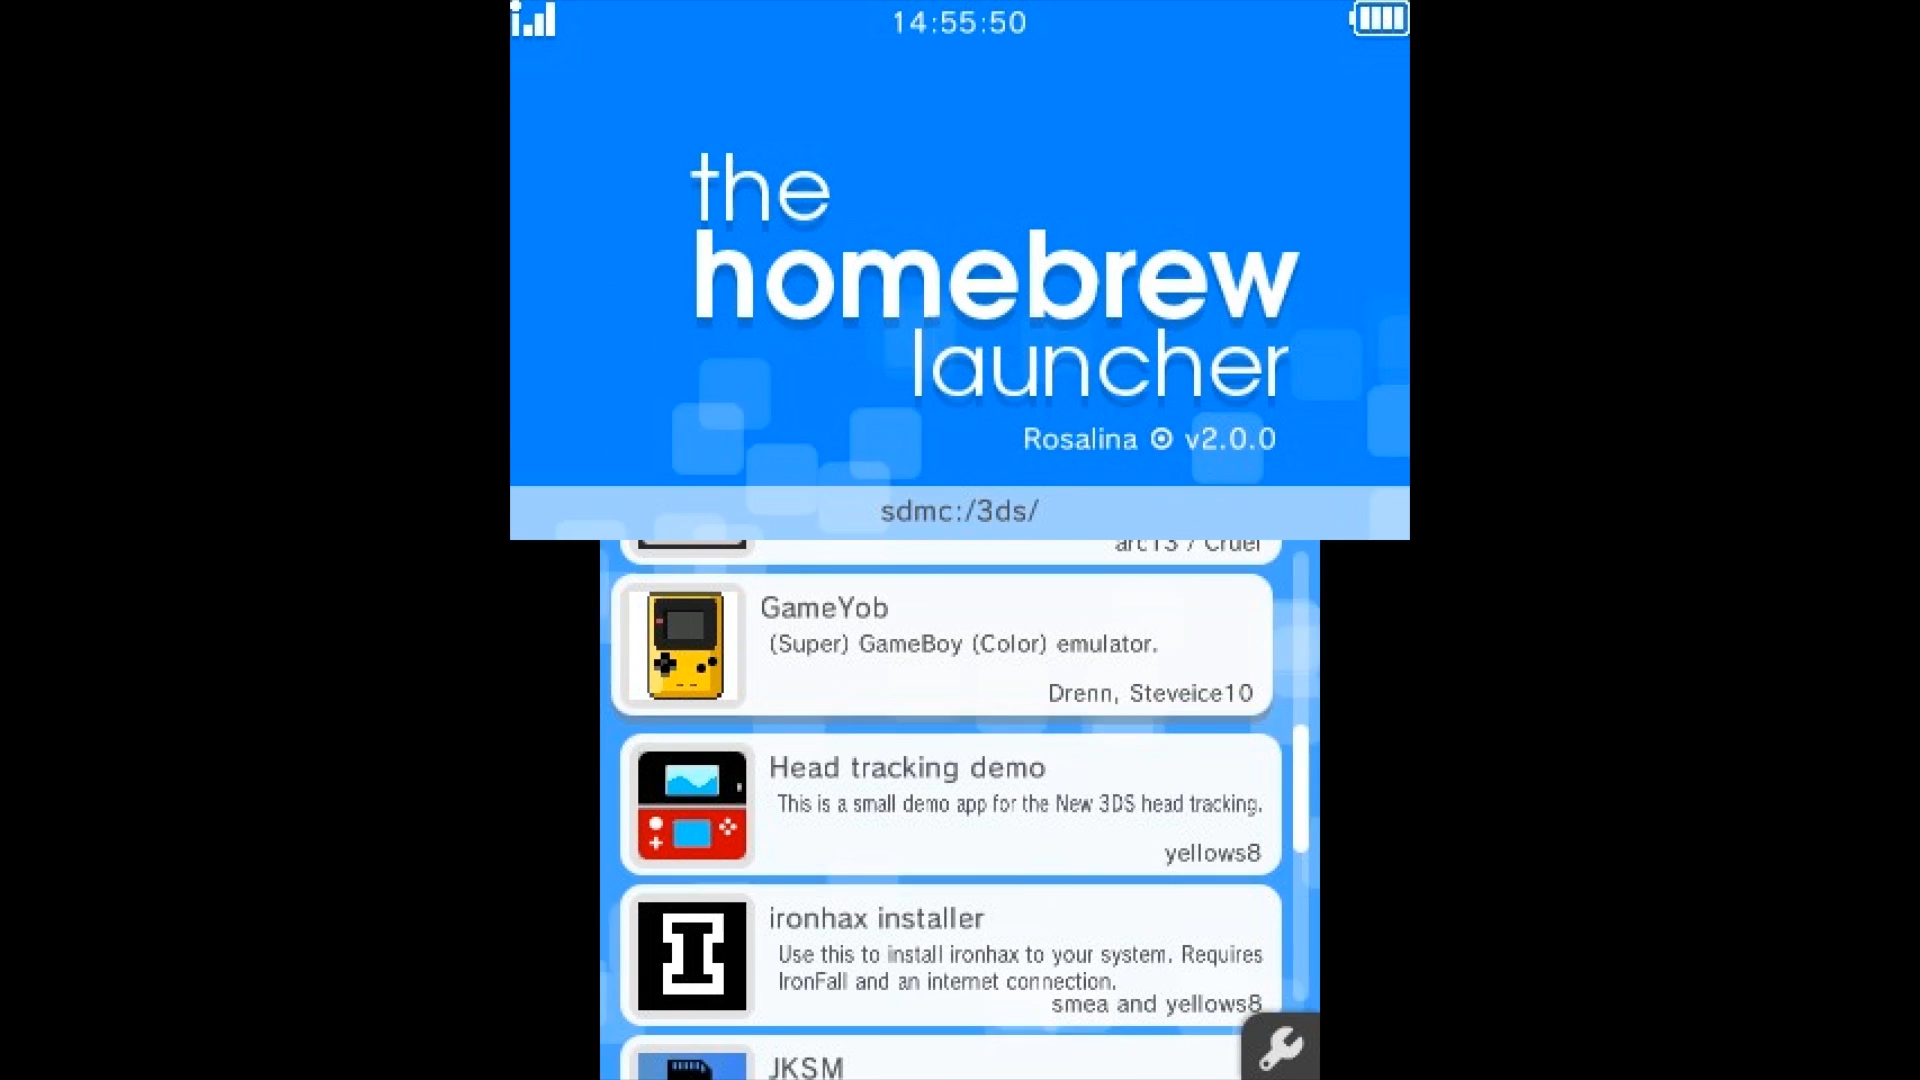 14:55:50
the
homebrew
launcher
Rosalina v2.0.0
sdmc:/3ds/
arc13 / Cruel
GameYob
(Super) GameBoy (Color) emulator.
Drenn, Steveice10
Head tracking demo
This is a small demo app for the New 3DS head tracking.
yellows8
ironhax installer
Use this to install ironhax to your system. Requires
IronFall and an internet connection.
smea and yellows8
JKSM